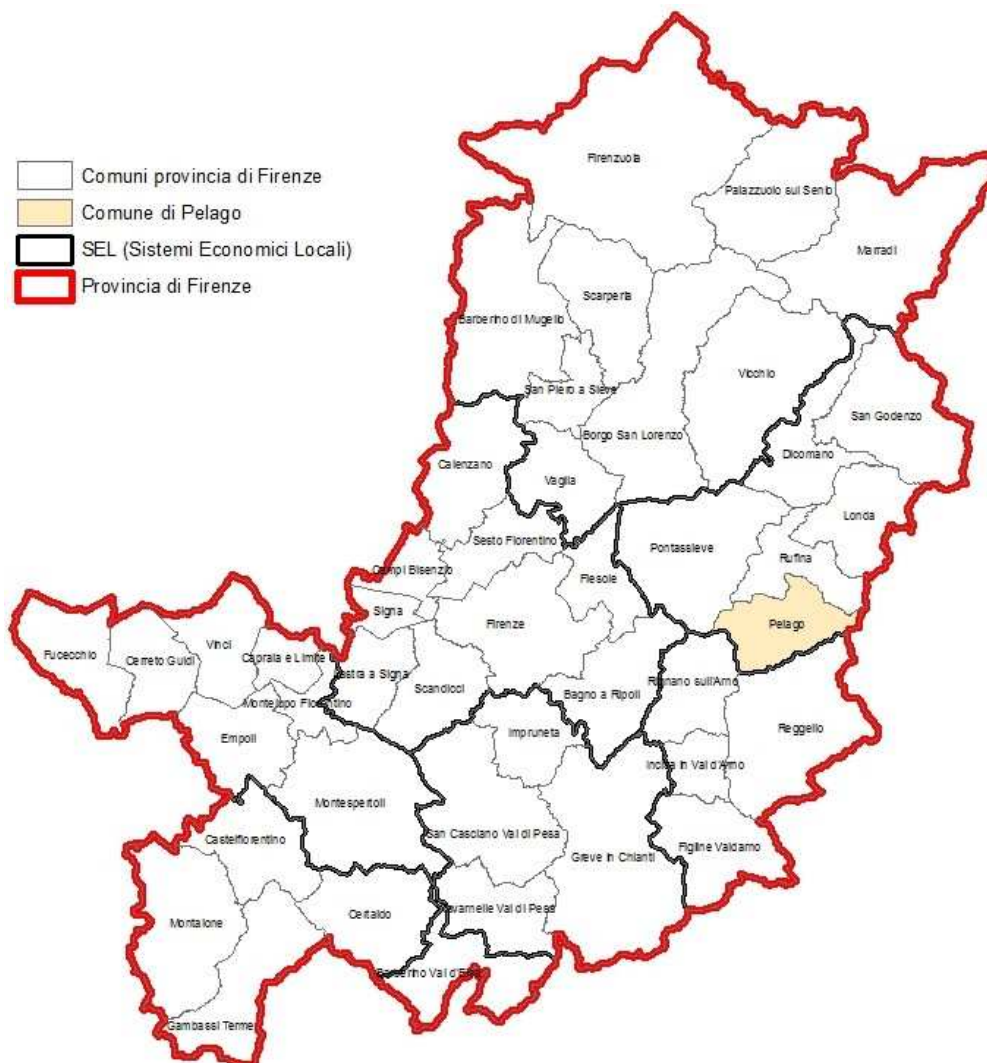 Comuni provincia di Firenze
Comune di Pelago
SEL (Sistemi Economici Locali)
Provincia di Firenze
Firenzuola
Palazzuolo sul Senio
Marradi
Scarperia
Barberino di Mugello
Vicchio
San Piero a Sieve
San Godenzo
Borgo San Lorenzo
Dicomano
Calenzano
Vaglia
Londa
Sesto Fiorentino
Pontassieve
Rufina
Campi Bisenzio
Fiesole
Signa
Firenze
Pelago
Vinci
Fucecchio
Cerreto Guidi
Capraia e Limite
Lastra a Signa
Scandicci
Bagno a Ripoli
Rignano sull'Arno
Montelupo Fiorentino
Reggello
Empoli
Impruneta
Incisa in Val d'Arno
Montespertoli
Castelfiorentino
San Casciano Val di Pesa
Figline Valdarno
Greve in Chianti
Montaione
Certaldo
Tavarnelle Val di Pesa
Barberino Val d'Elsa
Gambassi Terme